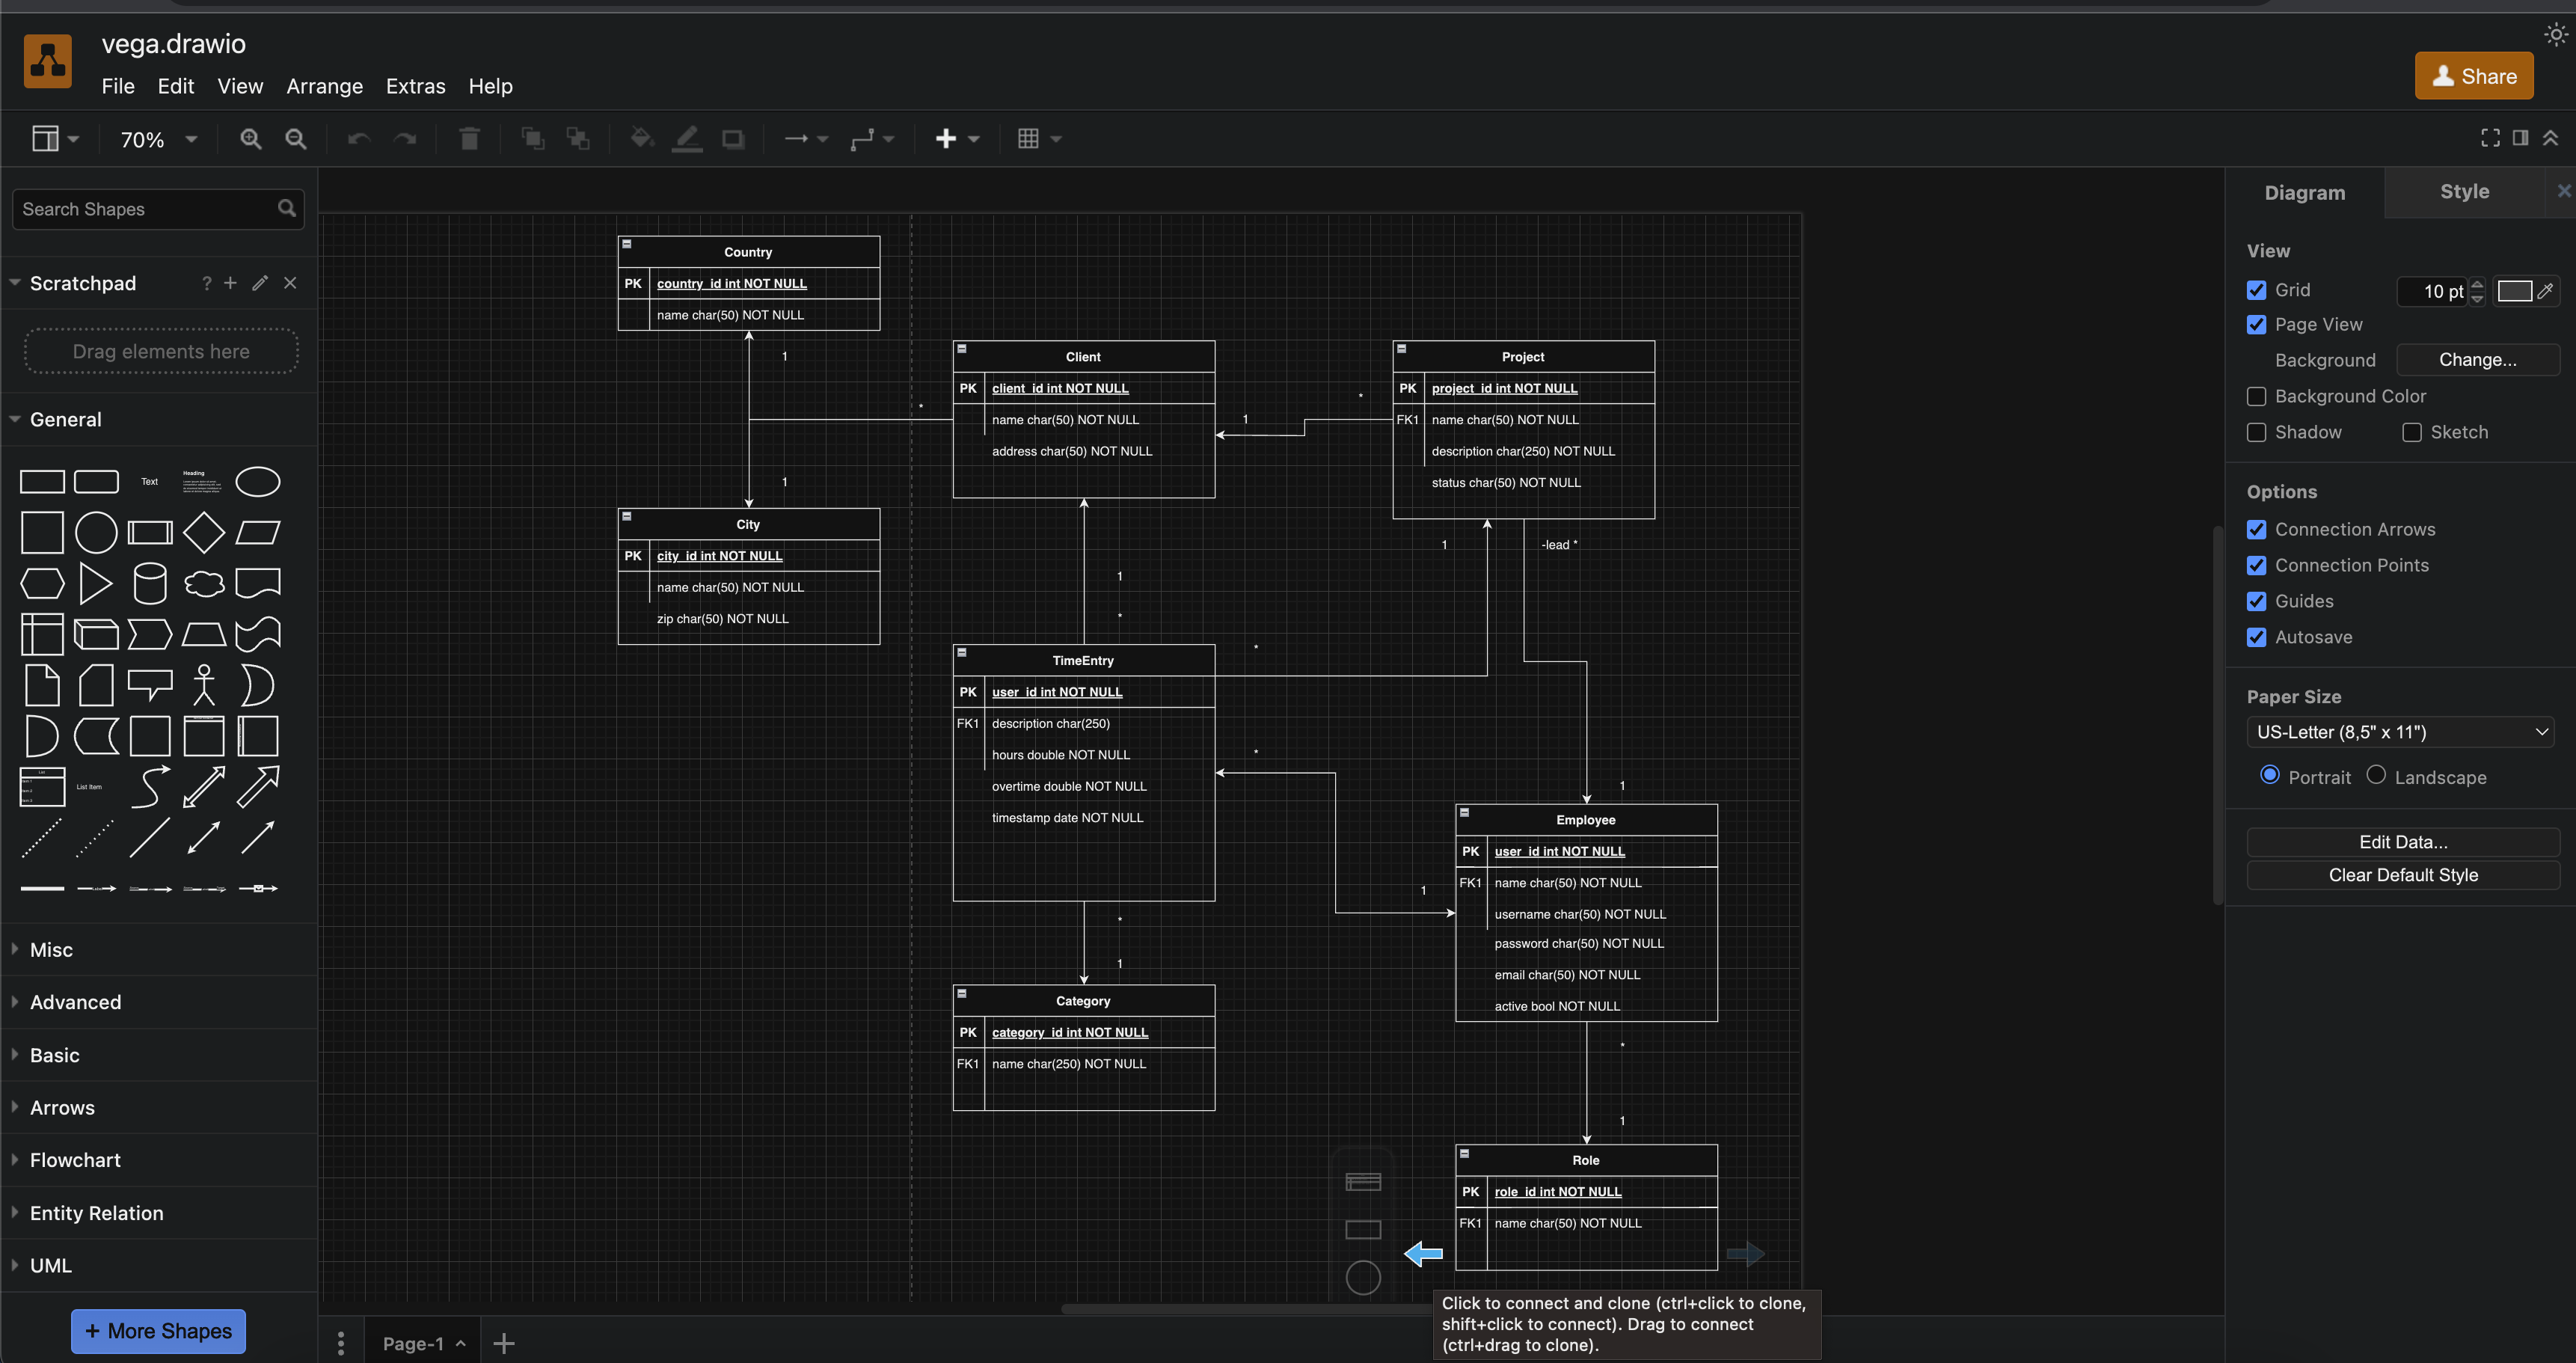 vega.drawio
File Edit View Arrange Extras Help
Share
70%
Search Shapes
Scratchpad ? + ×
Drag elements here
General
Text
Heading
List Item
Misc
Advanced
Basic
Arrows
Flowchart
Entity Relation
UML
+ More Shapes
Country
PK country_id int NOT NULL
name char(50) NOT NULL
1
*
1
City
PK city_id int NOT NULL
name char(50) NOT NULL
zip char(50) NOT NULL
Client
PK client_id int NOT NULL
name char(50) NOT NULL
address char(50) NOT NULL
1
*
Project
PK project_id int NOT NULL
FK1 name char(50) NOT NULL
description char(250) NOT NULL
status char(50) NOT NULL
1
-lead *
1
*
*
TimeEntry
PK user_id int NOT NULL
FK1 description char(250)
hours double NOT NULL
overtime double NOT NULL
timestamp date NOT NULL
*
1
1
Employee
PK user_id int NOT NULL
FK1 name char(50) NOT NULL
username char(50) NOT NULL
password char(50) NOT NULL
email char(50) NOT NULL
active bool NOT NULL
*
1
Category
PK category_id int NOT NULL
FK1 name char(250) NOT NULL
*
1
Role
PK role_id int NOT NULL
FK1 name char(50) NOT NULL
Click to connect and clone (ctrl+click to clone,
shift+click to connect). Drag to connect
(ctrl+drag to clone).
Page-1
Diagram Style
View
Grid 10 pt
Page View
Background Change...
Background Color
Shadow Sketch
Options
Connection Arrows
Connection Points
Guides
Autosave
Paper Size
US-Letter (8,5" x 11")
Portrait Landscape
Edit Data...
Clear Default Style